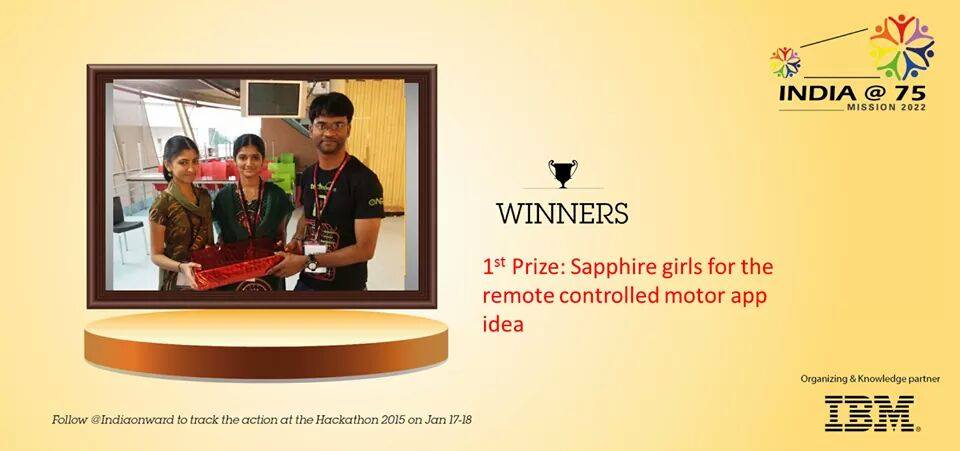 INDIA @ 75
MISSION 2022
WINNERS
1st Prize: Sapphire girls for the
remote controlled motor app
idea
Organizing & Knowledge partner
IBM
Follow @Indiaonward to track the action at the Hackathon 2015 on Jan 17-18